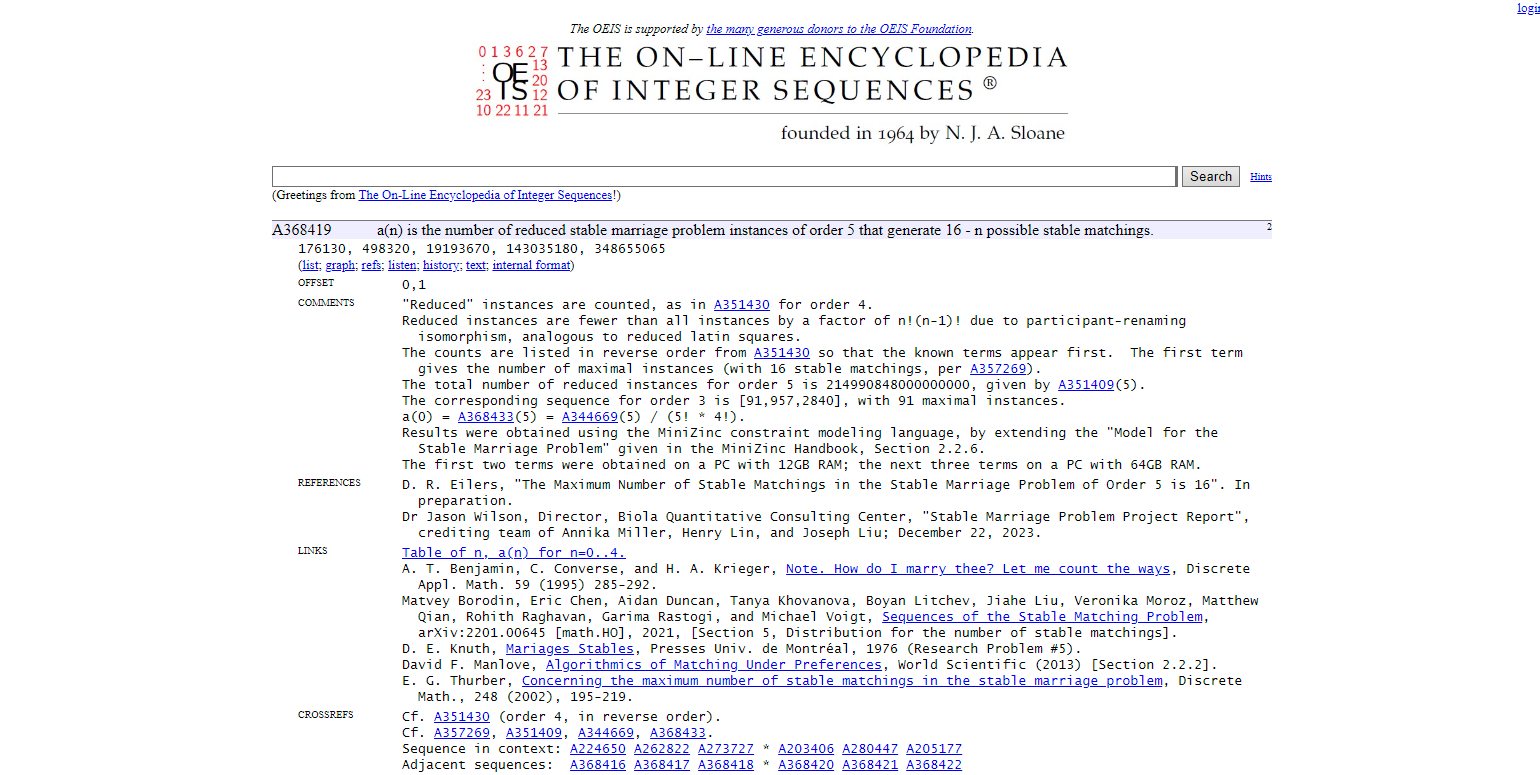 login
The OEIS is supported by the many generous donors to the OEIS Foundation.
0 1 3 6 2 7
: OE 13
: IS 20
23 12
10 22 11 21
THE ON–LINE ENCYCLOPEDIA
OF INTEGER SEQUENCES ®
founded in 1964 by N. J. A. Sloane
Search Hints
(Greetings from The On-Line Encyclopedia of Integer Sequences!)
A368419 a(n) is the number of reduced stable marriage problem instances of order 5 that generate 16 - n possible stable matchings. 2
176130, 498320, 19193670, 143035180, 348655065
(list; graph; refs; listen; history; text; internal format)
OFFSET 0,1
COMMENTS "Reduced" instances are counted, as in A351430 for order 4.
Reduced instances are fewer than all instances by a factor of n!(n-1)! due to participant-renaming
isomorphism, analogous to reduced latin squares.
The counts are listed in reverse order from A351430 so that the known terms appear first. The first term
gives the number of maximal instances (with 16 stable matchings, per A357269).
The total number of reduced instances for order 5 is 214990848000000000, given by A351409(5).
The corresponding sequence for order 3 is [91,957,2840], with 91 maximal instances.
a(0) = A368433(5) = A344669(5) / (5! * 4!).
Results were obtained using the MiniZinc constraint modeling language, by extending the "Model for the
Stable Marriage Problem" given in the MiniZinc Handbook, Section 2.2.6.
The first two terms were obtained on a PC with 12GB RAM; the next three terms on a PC with 64GB RAM.
REFERENCES D. R. Eilers, "The Maximum Number of Stable Matchings in the Stable Marriage Problem of Order 5 is 16". In
preparation.
Dr Jason Wilson, Director, Biola Quantitative Consulting Center, "Stable Marriage Problem Project Report",
crediting team of Annika Miller, Henry Lin, and Joseph Liu; December 22, 2023.
LINKS Table of n, a(n) for n=0..4.
A. T. Benjamin, C. Converse, and H. A. Krieger, Note. How do I marry thee? Let me count the ways, Discrete
Appl. Math. 59 (1995) 285-292.
Matvey Borodin, Eric Chen, Aidan Duncan, Tanya Khovanova, Boyan Litchev, Jiahe Liu, Veronika Moroz, Matthew
Qian, Rohith Raghavan, Garima Rastogi, and Michael Voigt, Sequences of the Stable Matching Problem,
arXiv:2201.00645 [math.HO], 2021, [Section 5, Distribution for the number of stable matchings].
D. E. Knuth, Mariages Stables, Presses Univ. de Montréal, 1976 (Research Problem #5).
David F. Manlove, Algorithmics of Matching Under Preferences, World Scientific (2013) [Section 2.2.2].
E. G. Thurber, Concerning the maximum number of stable matchings in the stable marriage problem, Discrete
Math., 248 (2002), 195-219.
CROSSREFS Cf. A351430 (order 4, in reverse order).
Cf. A357269, A351409, A344669, A368433.
Sequence in context: A224650 A262822 A273727 * A203406 A280447 A205177
Adjacent sequences: A368416 A368417 A368418 * A368420 A368421 A368422